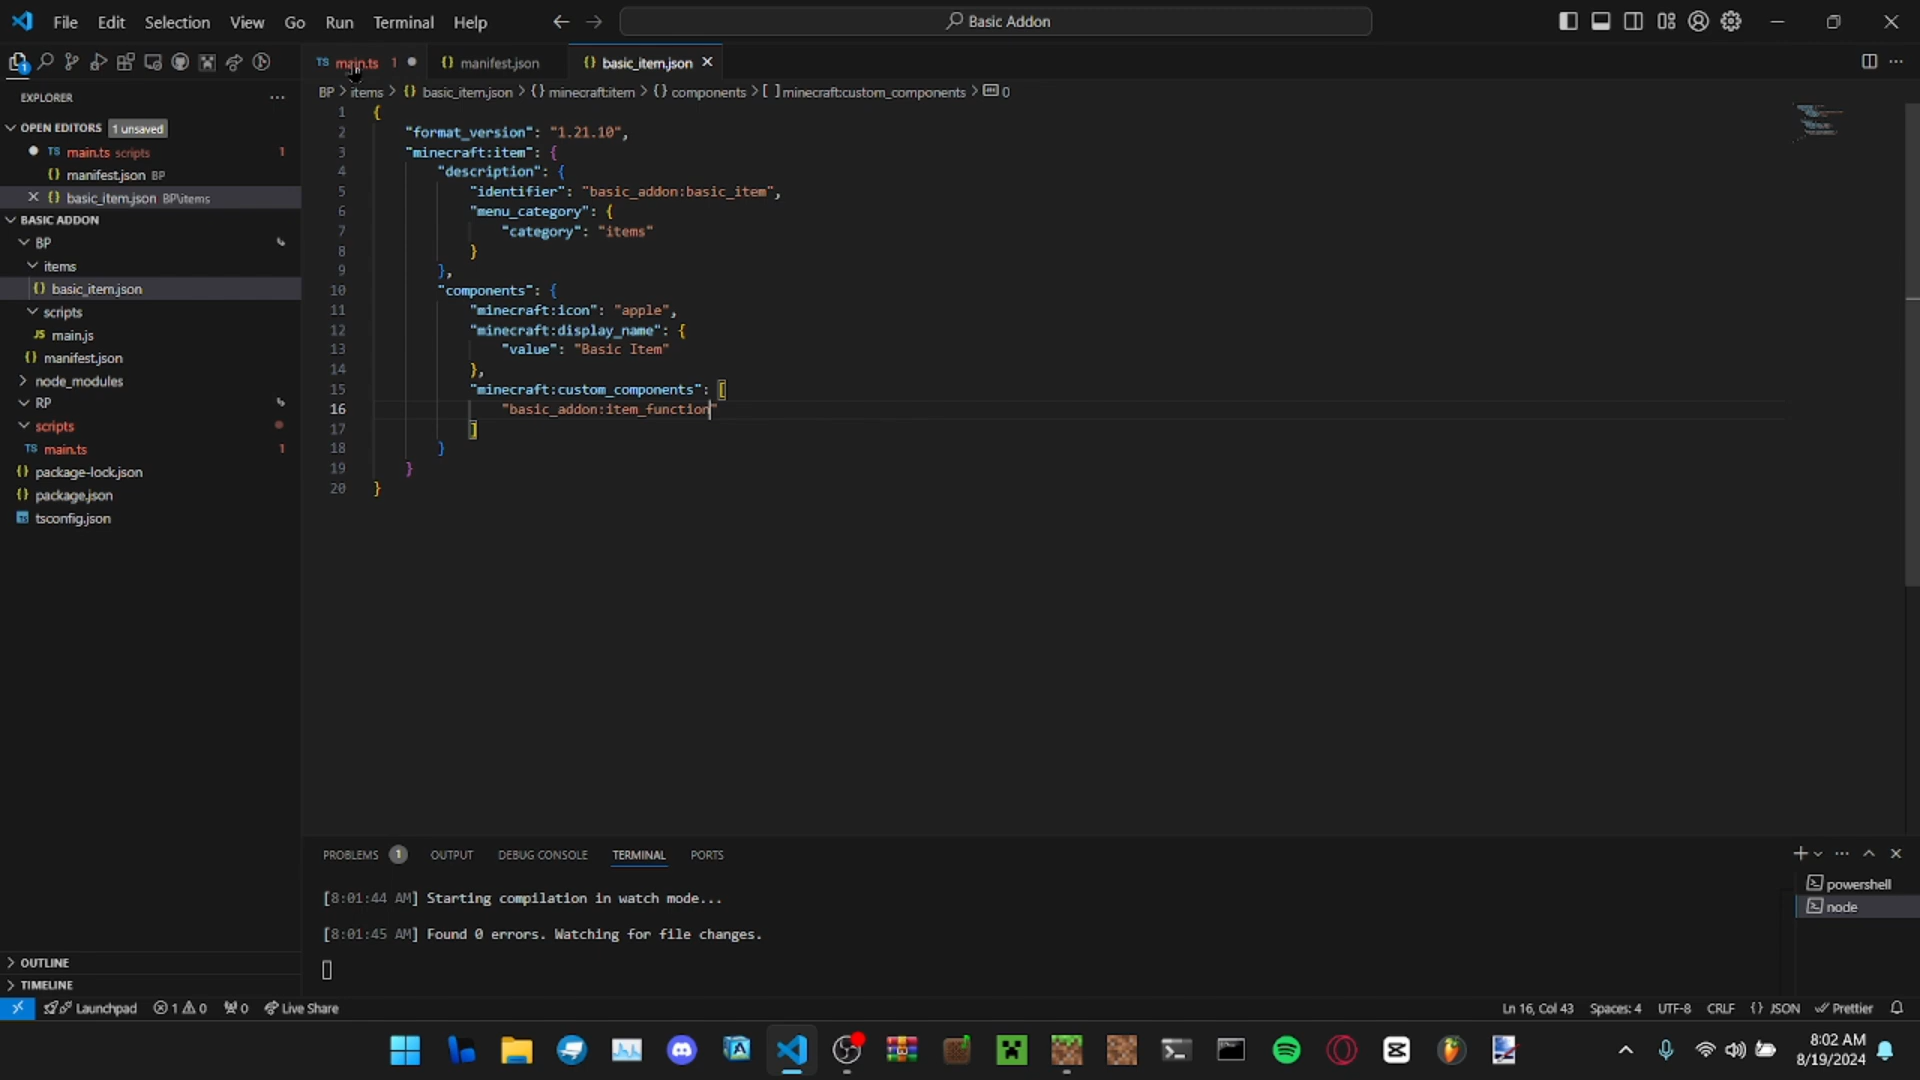 File Edit Selection View Go Run Terminal Help
Basic Addon
TS main.ts 1
{} manifest.json
{} basic_item.json
EXPLORER
BP > items > {} basic_item.json > {} minecraft:item > {} components > [ ] minecraft:custom_components > 0
OPEN EDITORS 1 unsaved
TS main.ts scripts 1
{} manifest.json BP
{} basic_item.json BP\items
BASIC ADDON
BP
items
{} basic_item.json
scripts
JS main.js
{} manifest.json
node_modules
RP
scripts
TS main.ts 1
{} package-lock.json
{} package.json
tsconfig.json
OUTLINE
TIMELINE
1 {
2 "format_version": "1.21.10",
3 "minecraft:item": {
4 "description": {
5 "identifier": "basic_addon:basic_item",
6 "menu_category": {
7 "category": "items"
8 }
9 },
10 "components": {
11 "minecraft:icon": "apple",
12 "minecraft:display_name": {
13 "value": "Basic Item"
14 },
15 "minecraft:custom_components": [
16 "basic_addon:item_function"
17 ]
18 }
19 }
20 }
PROBLEMS 1 OUTPUT DEBUG CONSOLE TERMINAL PORTS
[8:01:44 AM] Starting compilation in watch mode...
[8:01:45 AM] Found 0 errors. Watching for file changes.
powershell
node
Launchpad 1 0 0 Live Share
Ln 16, Col 43 Spaces: 4 UTF-8 CRLF {} JSON Prettier
8:02 AM
8/19/2024